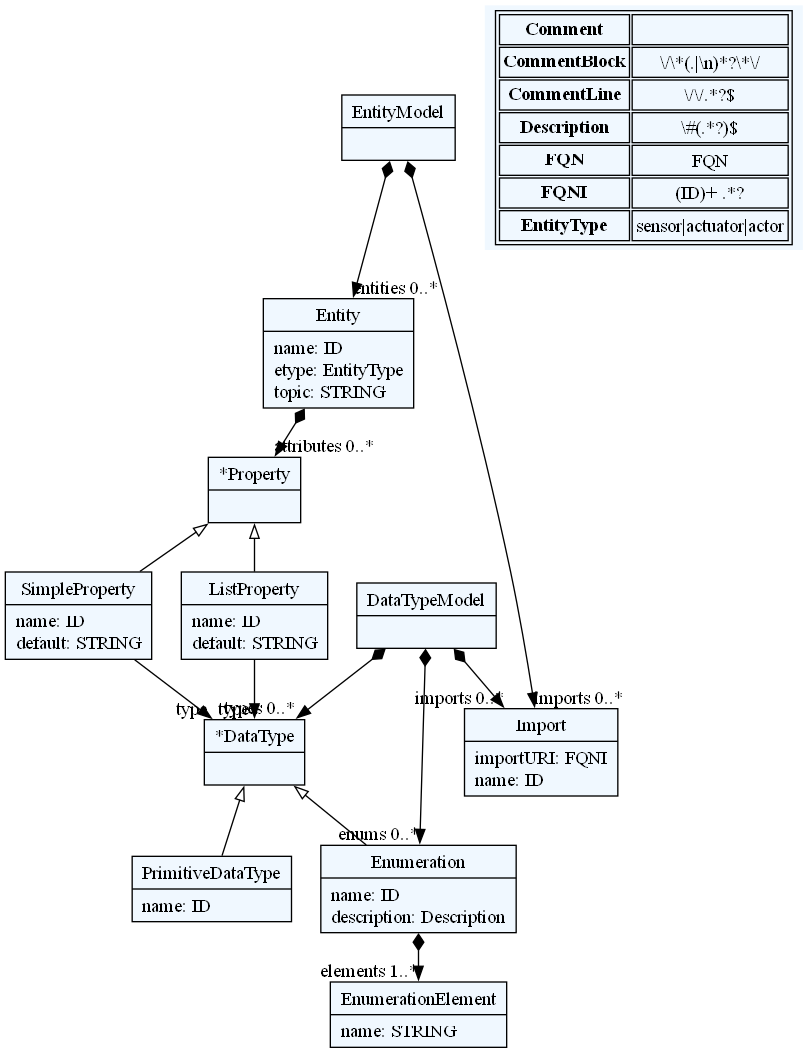 Comment
CommentBlock \/\*(.|\n)*?\*\/
CommentLine \/\/.*?$
Description \#(.*?)$
FQN FQN
FQNI (ID)+ .*?
EntityType sensor|actuator|actor
EntityModel
entities 0..*
Entity
name: ID
etype: EntityType
topic: STRING
attributes 0..*
*Property
SimpleProperty
name: ID
default: STRING
ListProperty
name: ID
default: STRING
DataTypeModel
type
types 0..*
imports 0..*
imports 0..*
*DataType
Import
importURI: FQNI
name: ID
enums 0..*
PrimitiveDataType
name: ID
Enumeration
name: ID
description: Description
elements 1..*
EnumerationElement
name: STRING